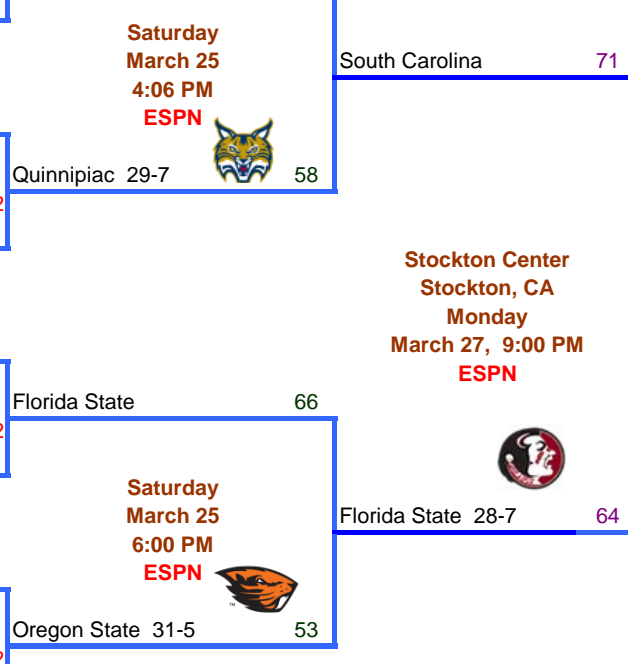 Saturday
March 25
4:06 PM
ESPN
South Carolina 71
Quinnipiac 29-7 58
2
Stockton Center
Stockton, CA
Monday
March 27, 9:00 PM
ESPN
Florida State 66
2
Saturday
March 25
6:00 PM
ESPN
Florida State 28-7 64
Oregon State 31-5 53